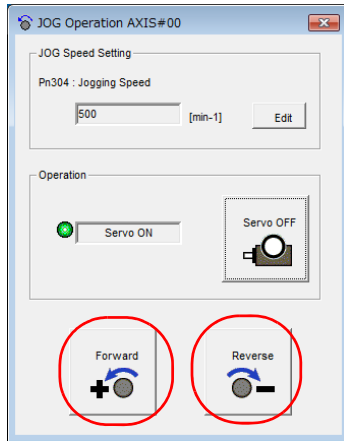 JOG Operation AXIS#00
JOG Speed Setting
Pn304 : Jogging Speed
500 [min-1] Edit
Operation
Servo ON
Servo OFF
Forward Reverse